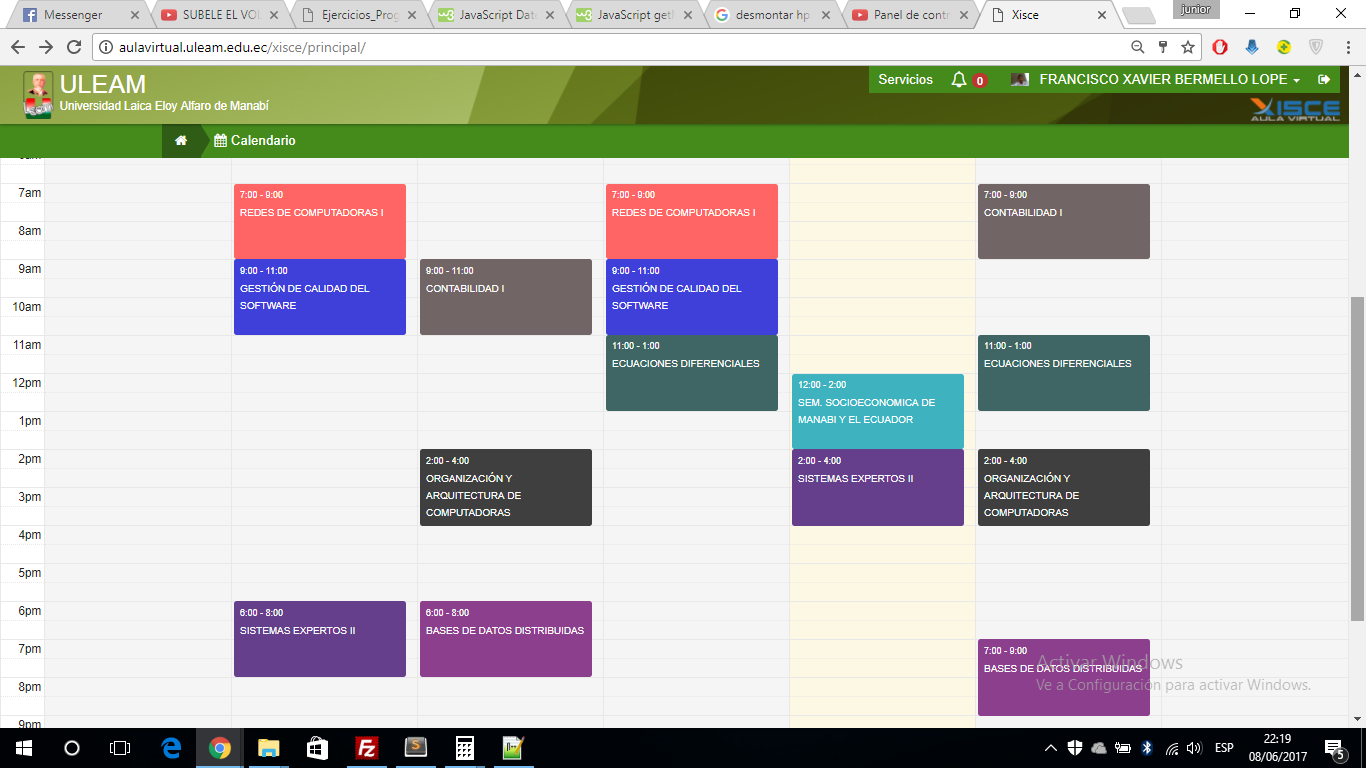 Messenger
SUBELE EL VOL
Ejercicios_Prog
JavaScript Date
JavaScript getH
desmontar hp
Panel de contr
Xisce
junior
aulavirtual.uleam.edu.ec/xisce/principal/
ULEAM
Universidad Laica Eloy Alfaro de Manabí
Servicios
0
FRANCISCO XAVIER BERMELLO LOPE
XISCE
AULA VIRTUAL
Calendario
7am
7:00 - 9:00
REDES DE COMPUTADORAS I
7:00 - 9:00
REDES DE COMPUTADORAS I
7:00 - 9:00
CONTABILIDAD I
8am
9am
9:00 - 11:00
GESTIÓN DE CALIDAD DEL
SOFTWARE
9:00 - 11:00
CONTABILIDAD I
9:00 - 11:00
GESTIÓN DE CALIDAD DEL
SOFTWARE
10am
11am
11:00 - 1:00
ECUACIONES DIFERENCIALES
11:00 - 1:00
ECUACIONES DIFERENCIALES
12pm
12:00 - 2:00
SEM. SOCIOECONOMICA DE
MANABI Y EL ECUADOR
1pm
2pm
2:00 - 4:00
ORGANIZACIÓN Y
ARQUITECTURA DE
COMPUTADORAS
2:00 - 4:00
SISTEMAS EXPERTOS II
2:00 - 4:00
ORGANIZACIÓN Y
ARQUITECTURA DE
COMPUTADORAS
3pm
4pm
5pm
6pm
6:00 - 8:00
SISTEMAS EXPERTOS II
6:00 - 8:00
BASES DE DATOS DISTRIBUIDAS
7pm
7:00 - 9:00
BASES DE DATOS DISTRIBUIDAS
8pm
9pm
Activar Windows
Ve a Configuración para activar Windows.
ESP
22:19
08/06/2017
5